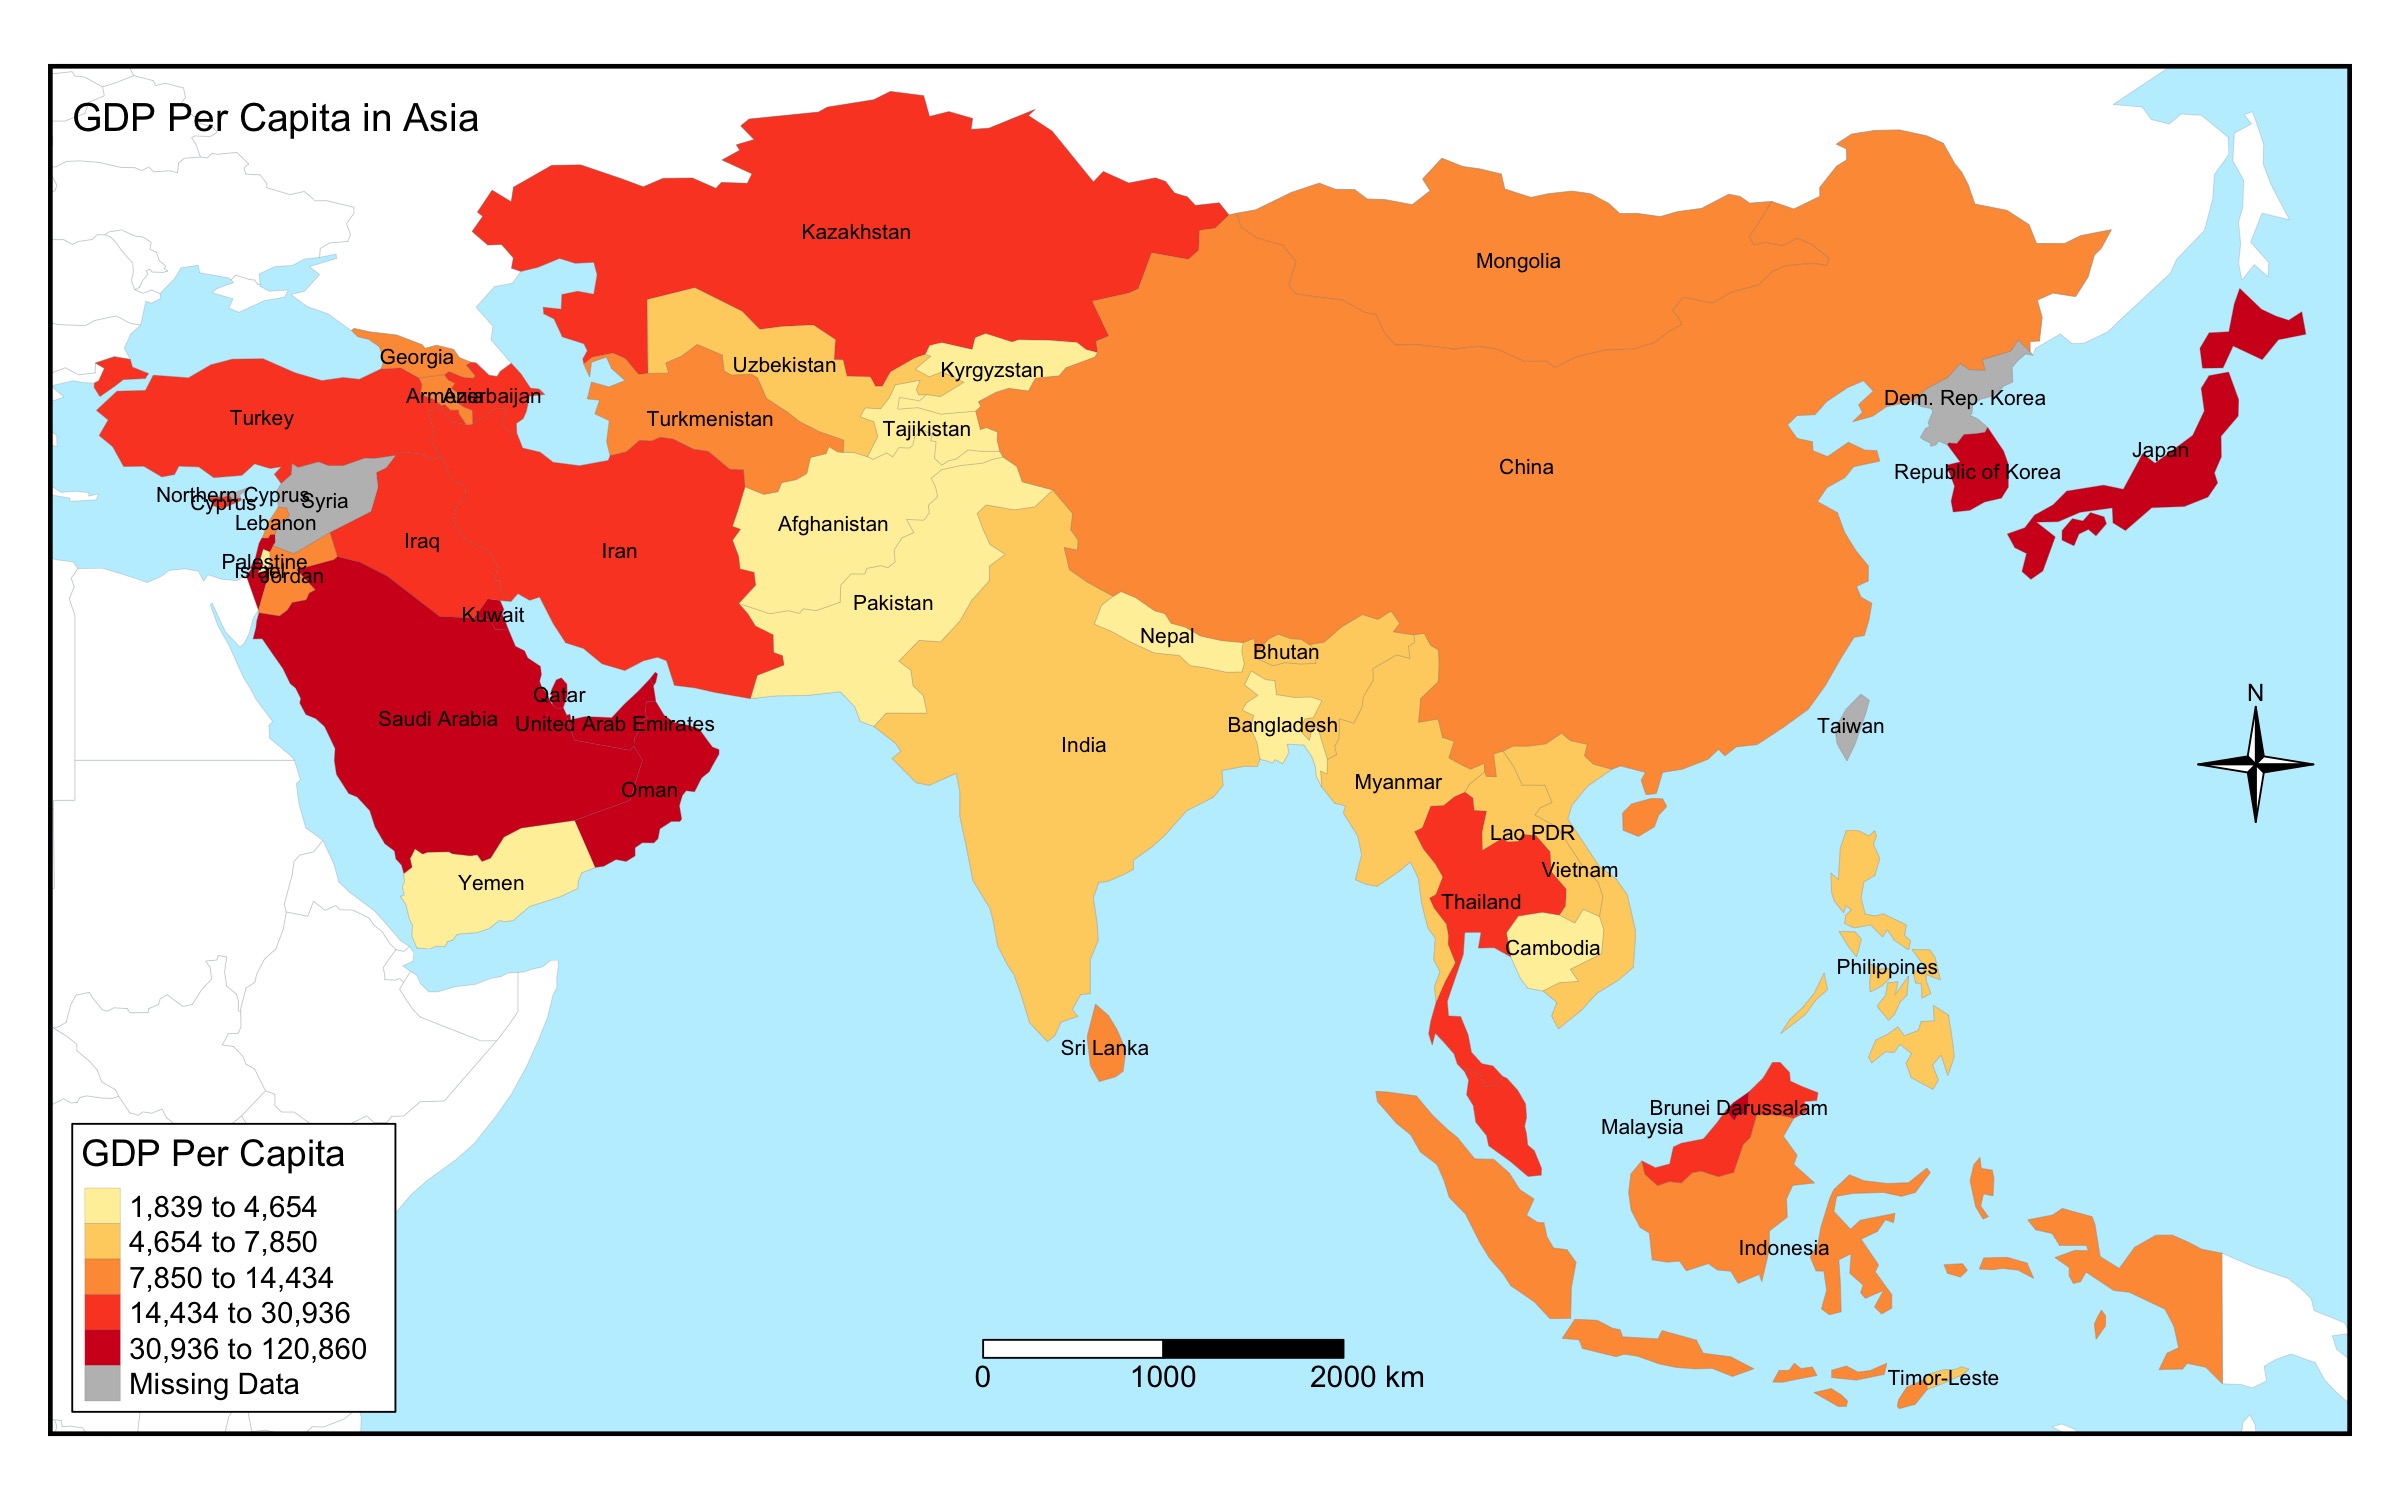 GDP Per Capita in Asia
Kazakhstan
Mongolia
Georgia
Uzbekistan
Kyrgyzstan
Armenia
Azerbaijan
Dem. Rep. Korea
Turkey
Turkmenistan
Tajikistan
Japan
China
Republic of Korea
Northern Cyprus
Cyprus
Syria
Lebanon
Afghanistan
Iraq
Iran
Palestine
Israel
Jordan
Pakistan
Kuwait
Nepal
Bhutan
Qatar
N
Saudi Arabia
United Arab Emirates
Bangladesh
Taiwan
India
Myanmar
Oman
Lao PDR
Vietnam
Yemen
Thailand
Cambodia
Philippines
Sri Lanka
Brunei Darussalam
Malaysia
Indonesia
Timor-Leste
GDP Per Capita
1,839 to 4,654
4,654 to 7,850
7,850 to 14,434
14,434 to 30,936
30,936 to 120,860
Missing Data
0 1000 2000 km